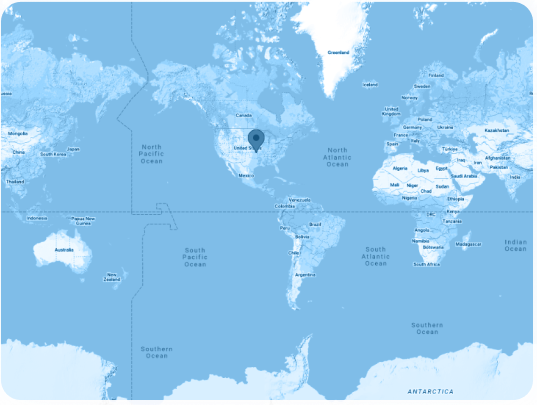 Greenland
Iceland
Finland
Sweden
Norway
United
Kingdom
Poland
Germany
Ukraine
France
Spain
Italy
Türkiye
Kazakhstan
Mongolia
China
Japan
South Korea
Thailand
Canada
United
North
Pacific
Ocean
North
Atlantic
Ocean
Mexico
Algeria
Libya
Egypt
Iraq
Iran
Afghanistan
Pakistan
India
Saudi Arabia
Mali
Niger
Chad
Sudan
Nigeria
Ethiopia
Venezuela
Colombia
DRC
Kenya
Tanzania
Indonesia
Papua New
Guinea
Peru
Brazil
Bolivia
Chile
Argentina
Angola
Namibia
Botswana
Madagascar
South Africa
Australia
New
Zealand
South
Pacific
Ocean
South
Atlantic
Ocean
Indian
Ocean
Southern
Ocean
Southern
Ocean
ANTARCTICA